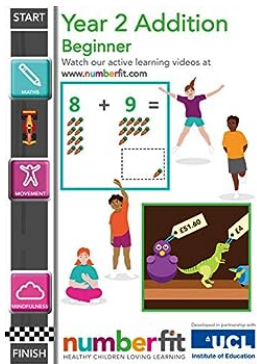 START
Year 2 Addition
Beginner
Watch our active learning videos at
www.numberfit.com
MATHS
8 + 9 =
MOVEMENT
£51.60
£4
MINDFULNESS
FINISH
numberfit
HEALTHY CHILDREN LOVING LEARNING
Developed in partnership with
UCL
Institute of Education